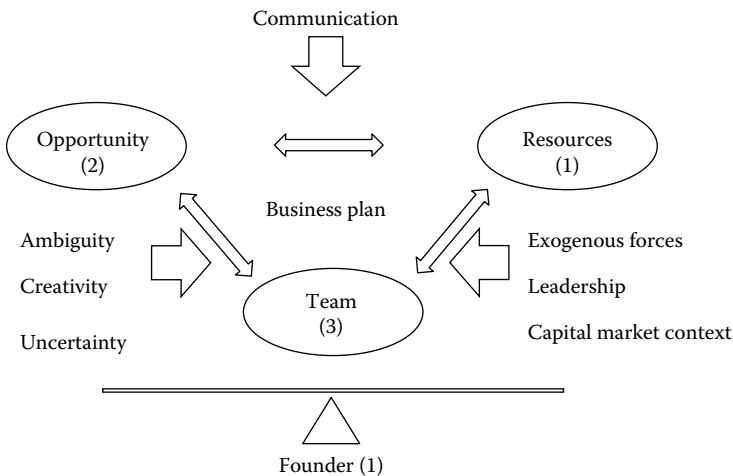 Communication
Opportunity
(2)
Resources
(1)
Business plan
Ambiguity
Creativity
Uncertainty
Exogenous forces
Leadership
Capital market context
Team
(3)
Founder (1)